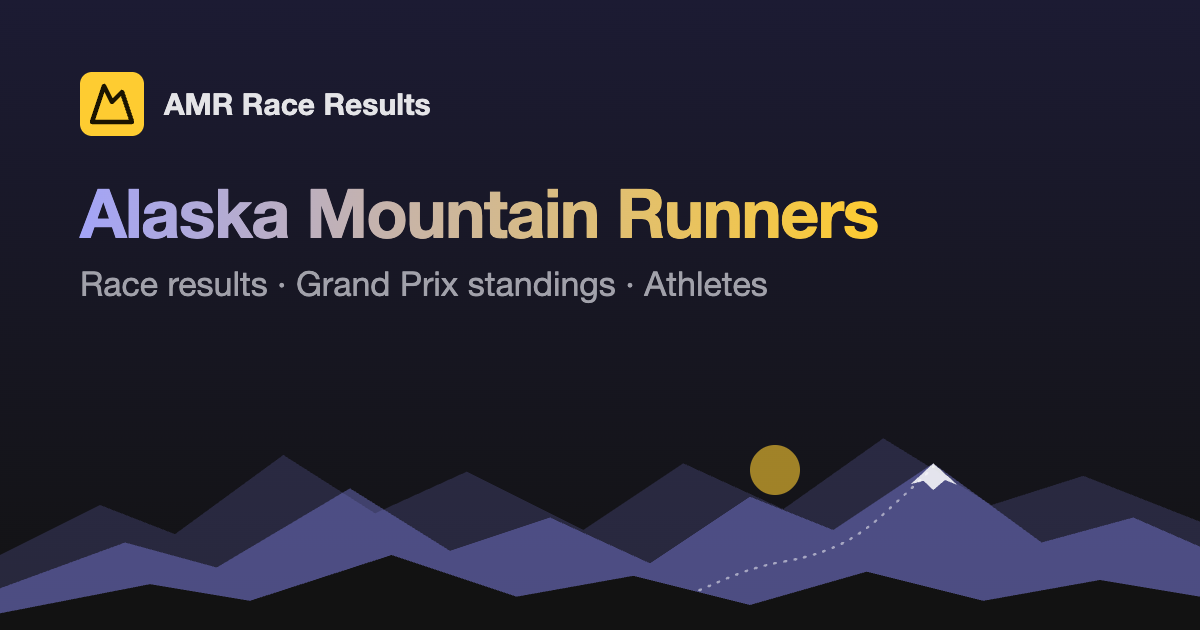 AMR Race Results
Alaska Mountain Runners
Race results · Grand Prix standings · Athletes